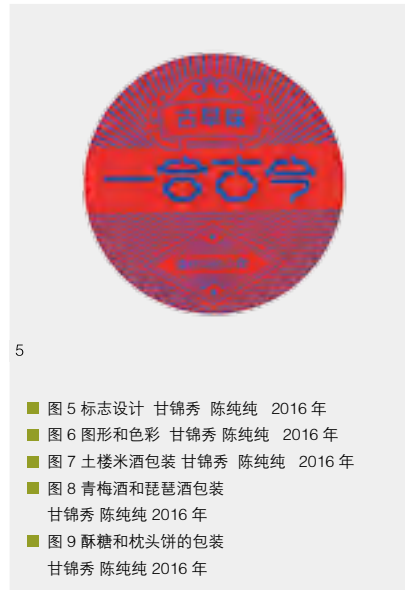 古早味
一合古今
5
图 5 标志设计 甘锦秀 陈纯纯 2016 年
图 6 图形和色彩 甘锦秀 陈纯纯 2016 年
图 7 土楼米酒包装 甘锦秀 陈纯纯 2016 年
图 8 青梅酒和琵琶酒包装
甘锦秀 陈纯纯 2016 年
图 9 酥糖和枕头饼的包装
甘锦秀 陈纯纯 2016 年